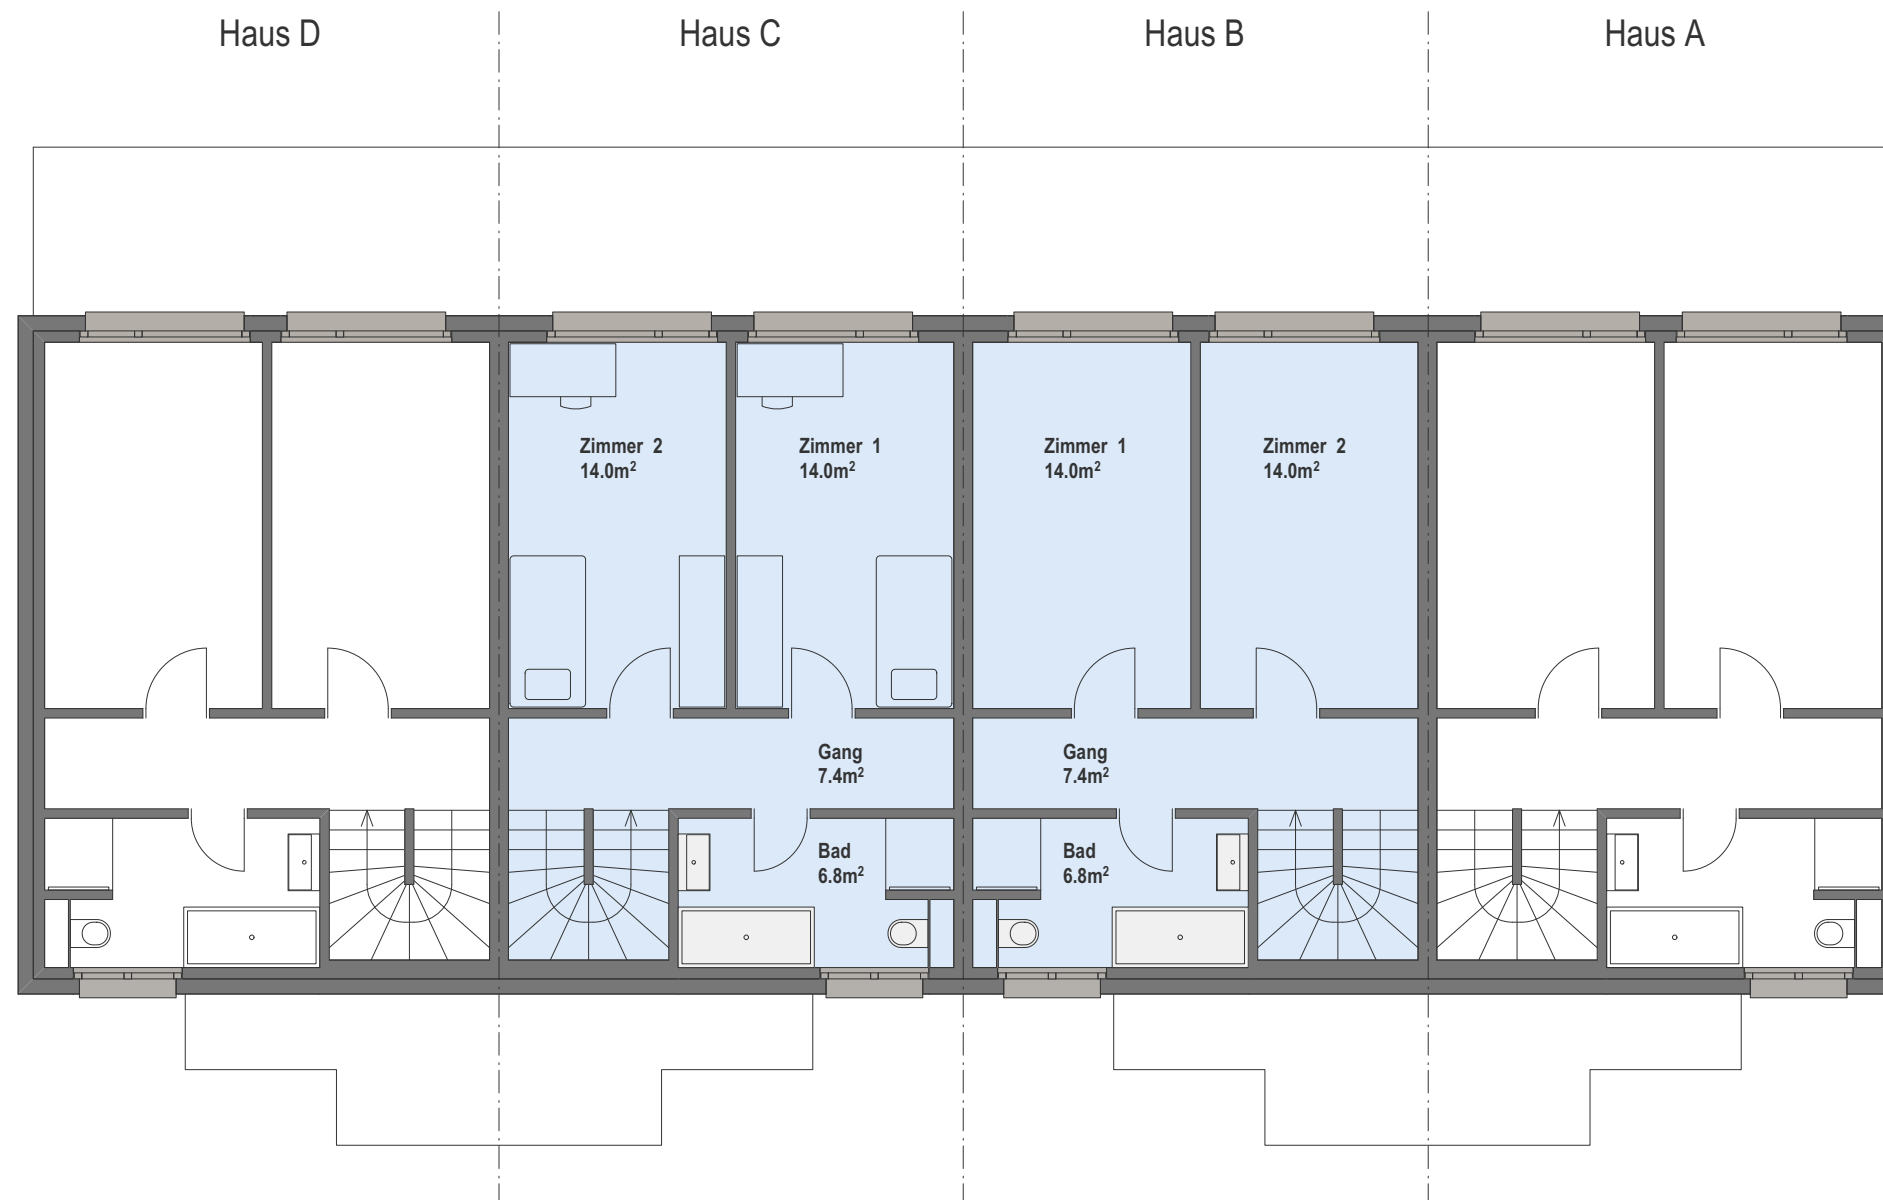 Haus D
Haus C
Haus B
Haus A
Zimmer 2
14.0m²
Zimmer 1
14.0m²
Zimmer 1
14.0m²
Zimmer 2
14.0m²
Gang
7.4m²
Gang
7.4m²
Bad
6.8m²
Bad
6.8m²